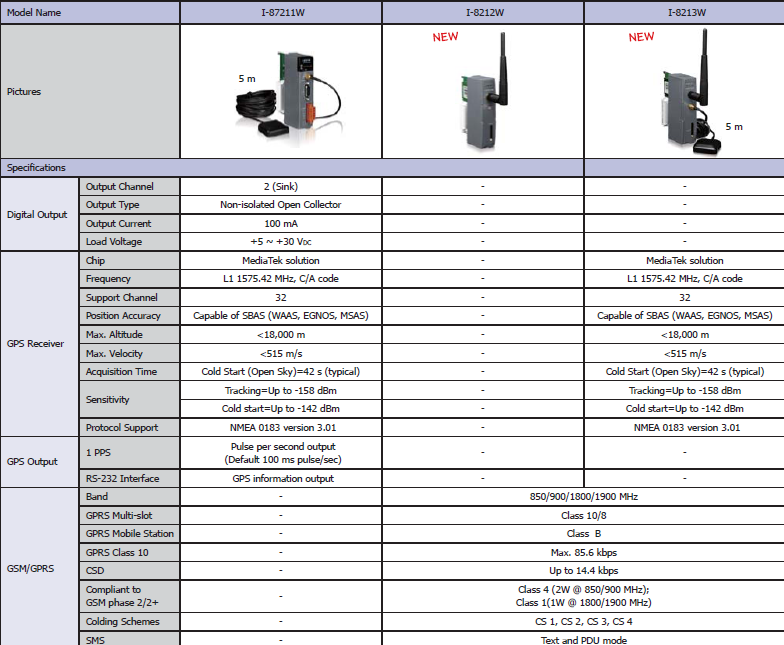 Model Name I-87211W I-8212W I-8213W
NEW NEW
5 m
Pictures
5 m
Specifications
Digital Output
Output Channel 2 (Sink) - -
Output Type Non-isolated Open Collector - -
Output Current 100 mA - -
Load Voltage +5 ~ +30 VDC - -
GPS Receiver
Chip MediaTek solution - MediaTek solution
Frequency L1 1575.42 MHz, C/A code - L1 1575.42 MHz, C/A code
Support Channel 32 - 32
Position Accuracy Capable of SBAS (WAAS, EGNOS, MSAS) - Capable of SBAS (WAAS, EGNOS, MSAS)
Max. Altitude <18,000 m - <18,000 m
Max. Velocity <515 m/s - <515 m/s
Acquisition Time Cold Start (Open Sky)=42 s (typical) - Cold Start (Open Sky)=42 s (typical)
Sensitivity
Tracking=Up to -158 dBm - Tracking=Up to -158 dBm
Cold start=Up to -142 dBm - Cold start=Up to -142 dBm
Protocol Support NMEA 0183 version 3.01 - NMEA 0183 version 3.01
GPS Output
1 PPS
Pulse per second output
(Default 100 ms pulse/sec)
- -
RS-232 Interface GPS information output - -
GSM/GPRS
Band - 850/900/1800/1900 MHz
GPRS Multi-slot - Class 10/8
GPRS Mobile Station - Class B
GPRS Class 10 - Max. 85.6 kbps
CSD - Up to 14.4 kbps
Compliant to
GSM phase 2/2+
-
Class 4 (2W @ 850/900 MHz);
Class 1(1W @ 1800/1900 MHz)
Colding Schemes - CS 1, CS 2, CS 3, CS 4
SMS - Text and PDU mode